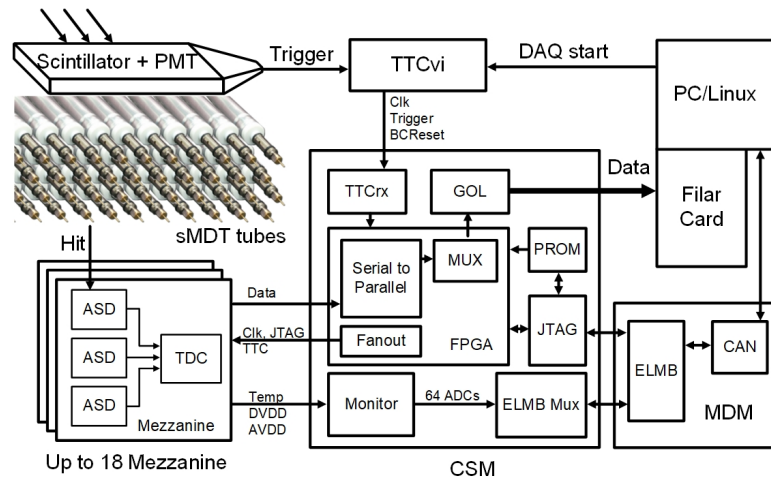 Scintillator + PMT
Trigger
TTCvi
DAQ start
PC/Linux
Clk
Trigger
BCReset
Data
Filar
Card
TTCrx
GOL
sMDT tubes
Hit
Serial to
Parallel
MUX
PROM
ASD
Data
Clk, JTAG
TTC
Fanout
FPGA
JTAG
ASD
TDC
ELMB
CAN
ASD
Mezzanine
Temp
DVDD
AVDD
Monitor
64 ADCs
ELMB Mux
MDM
Up to 18 Mezzanine
CSM